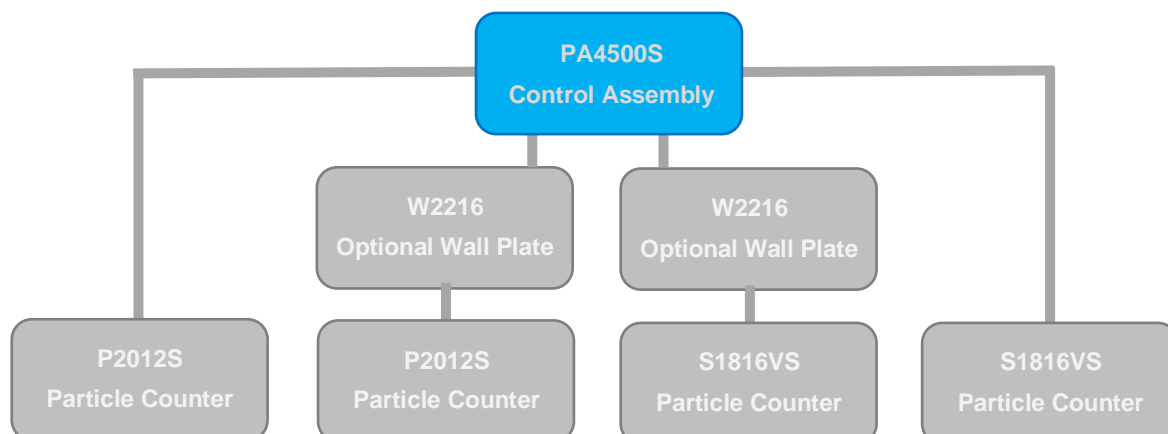 PA4500S
Control Assembly
W2216
Optional Wall Plate
W2216
Optional Wall Plate
P2012S
Particle Counter
P2012S
Particle Counter
S1816VS
Particle Counter
S1816VS
Particle Counter